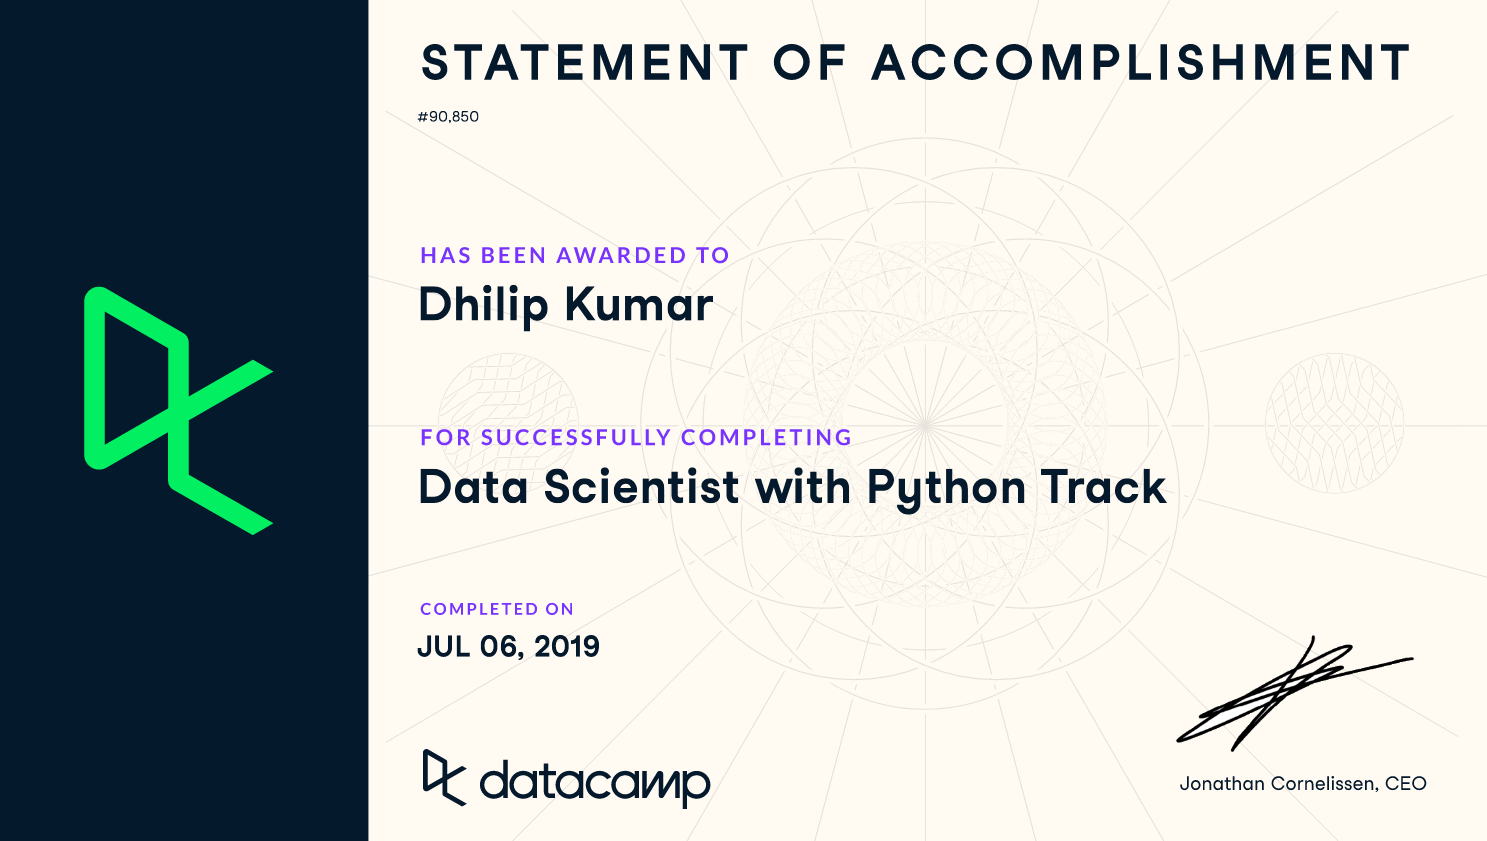 STATEMENT OF ACCOMPLISHMENT
#90,850
HAS BEEN AWARDED TO
Dhilip Kumar
FOR SUCCESSFULLY COMPLETING
Data Scientist with Python Track
COMPLETED ON
JUL 06, 2019
datacamp
Jonathan Cornelissen, CEO